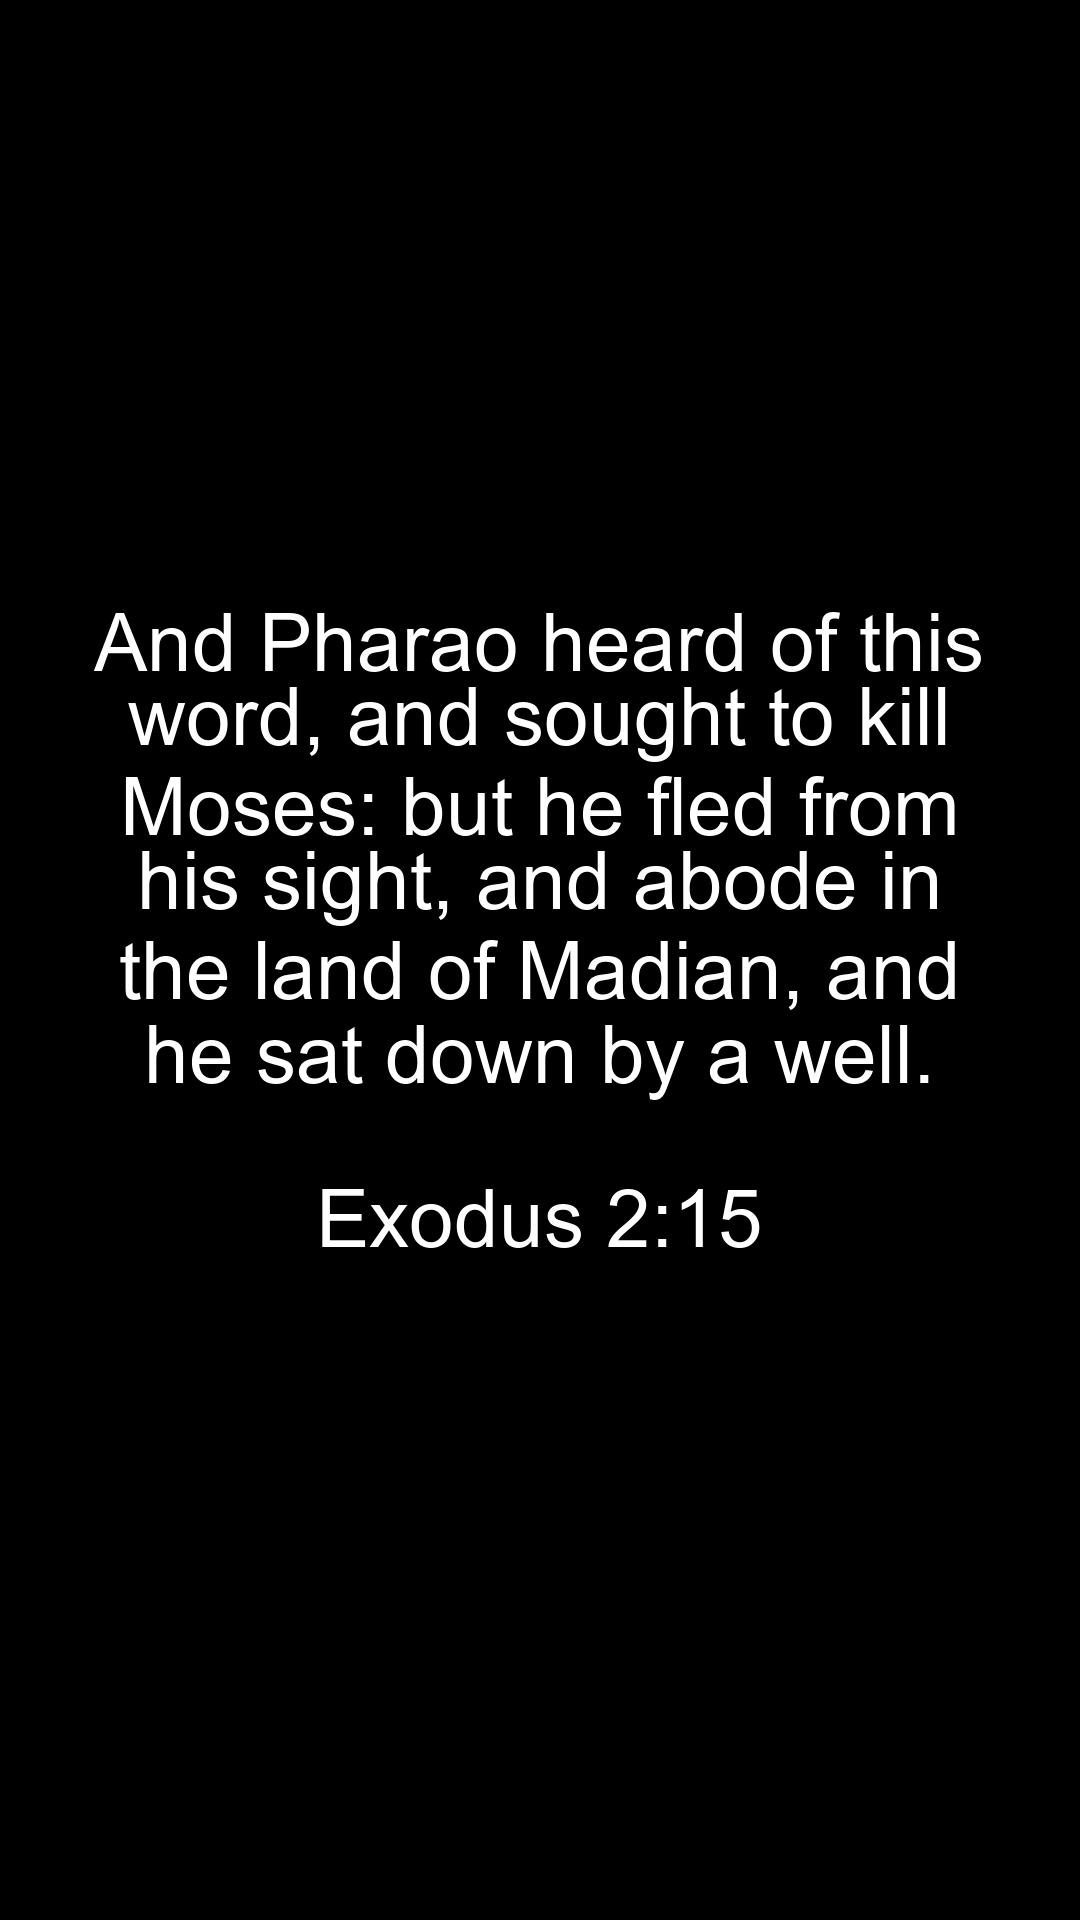 And Pharao heard of this
word, and sought to kill
Moses: but he fled from
his sight, and abode in
the land of Madian, and
he sat down by a well.
Exodus 2:15